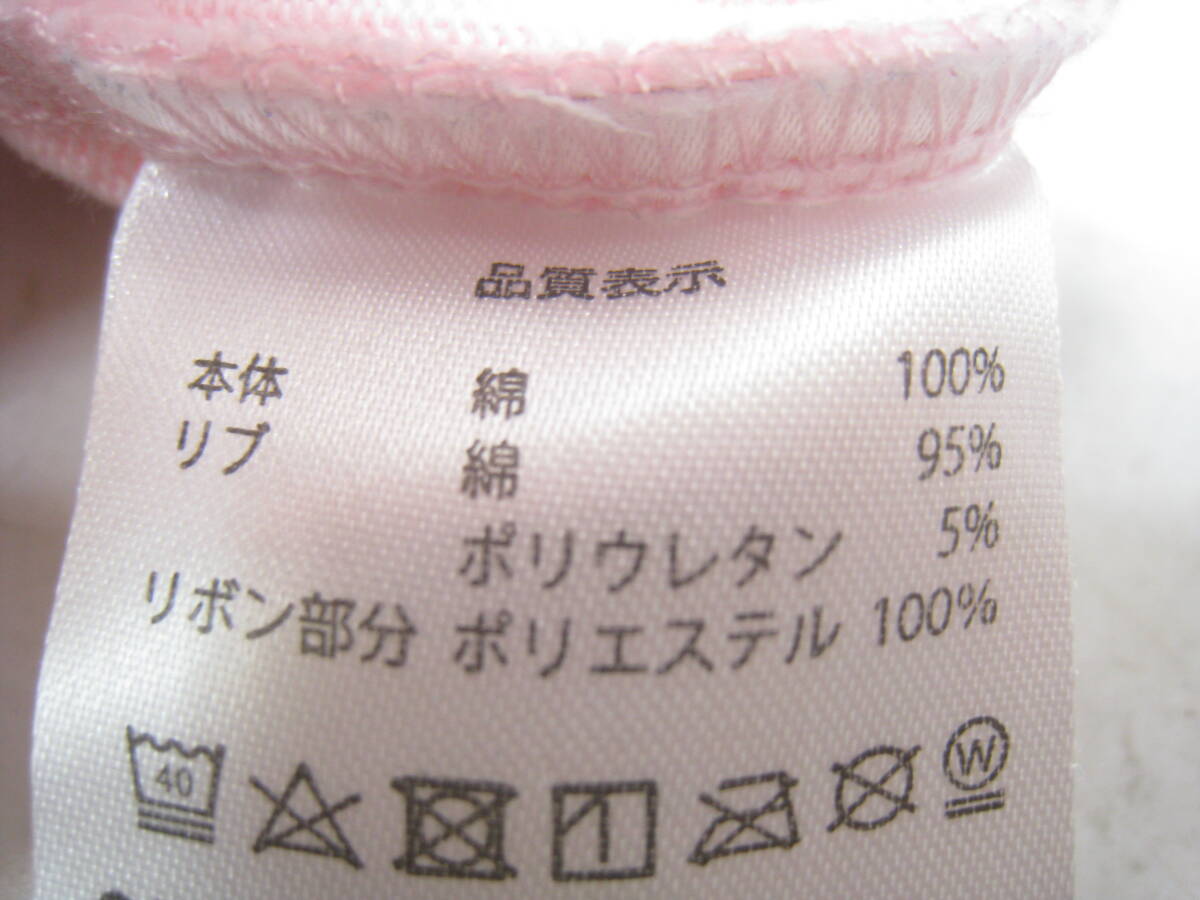 品質表示
本体 綿 100%
リブ 綿 95%
ポリウレタン 5%
リボン部分 ポリエステル 100%
40 W